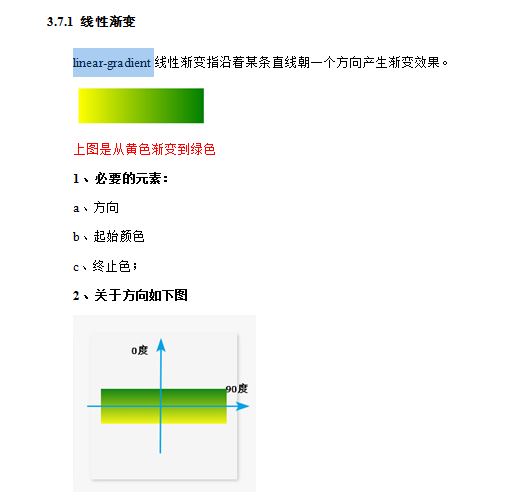 3.7.1 线性渐变
linear-gradient 线性渐变指沿着某条直线朝一个方向产生渐变效果。
上图是从黄色渐变到绿色
1、必要的元素：
a、方向
b、起始颜色
c、终止色；
2、关于方向如下图
0度
90度